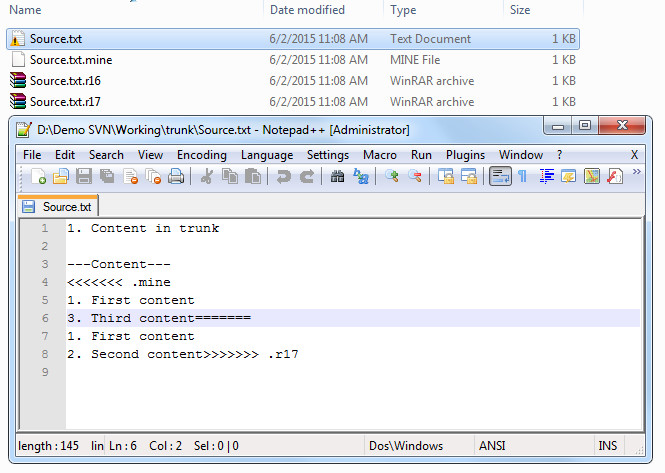 Name Date modified Type Size
Source.txt 6/2/2015 11:08 AM Text Document 1 KB
Source.txt.mine 6/2/2015 11:08 AM MINE File 1 KB
Source.txt.r16 6/2/2015 11:08 AM WinRAR archive 1 KB
Source.txt.r17 6/2/2015 11:08 AM WinRAR archive 1 KB
D:\Demo SVN\Working\trunk\Source.txt - Notepad++ [Administrator]
File Edit Search View Encoding Language Settings Macro Run Plugins Window ? X
Source.txt
1 1. Content in trunk
2
3 ---Content---
4 <<<<<<< .mine
5 1. First content
6 3. Third content=======
7 1. First content
8 2. Second content>>>>>>> .r17
9
length : 145 lin Ln : 6 Col : 2 Sel : 0 | 0 Dos\Windows ANSI INS